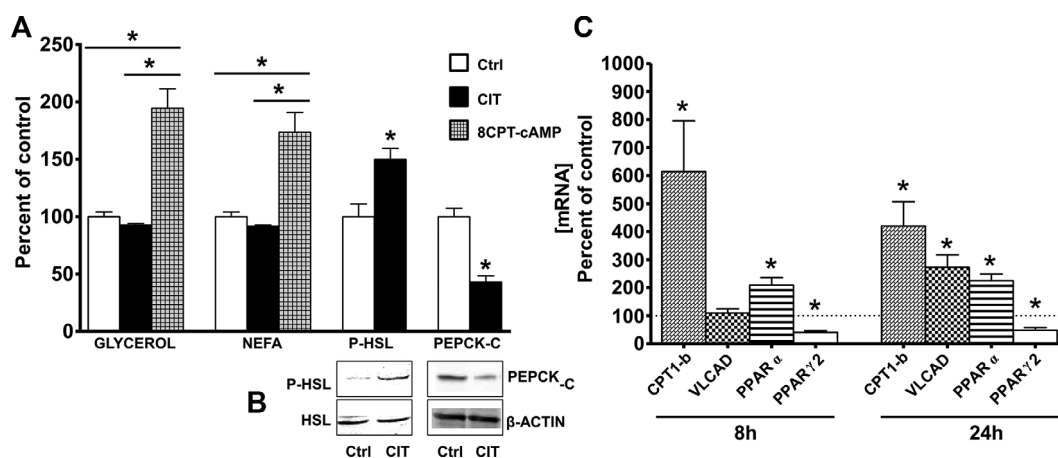 A
Percent of control
250
200
150
100
50
0
* * * * * *
Ctrl
CIT
8CPT-cAMP
GLYCEROL NEFA P-HSL PEPCK-C
B
P-HSL
HSL
PEPCK-C
β-ACTIN
Ctrl CIT Ctrl CIT
C
[mRNA]
Percent of control
1000
900
800
700
600
500
400
300
200
100
0
* * * * * * *
CPT1-b VLCAD PPAR α PPARγ2 CPT1-b VLCAD PPAR α PPARγ2
8h 24h